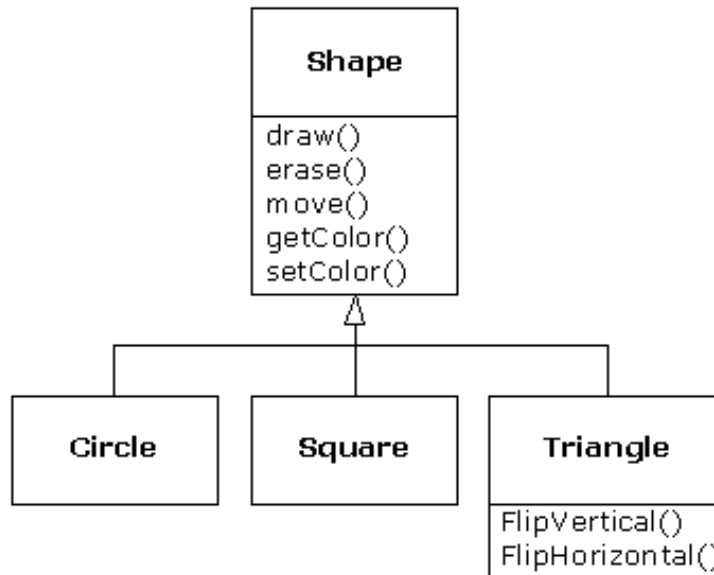 Shape
draw()
erase()
move()
getColor()
setColor()
Circle
Square
Triangle
FlipVertical()
FlipHorizontal()